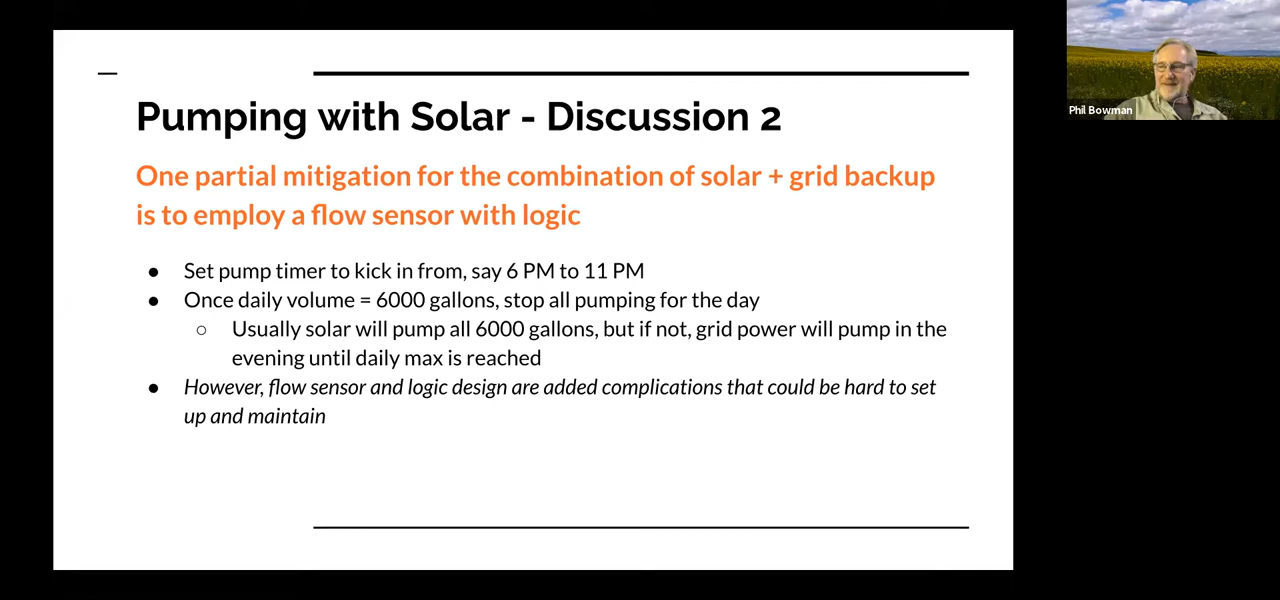 Pumping with Solar - Discussion 2
One partial mitigation for the combination of solar + grid backup
is to employ a flow sensor with logic
● Set pump timer to kick in from, say 6 PM to 11 PM
● Once daily volume = 6000 gallons, stop all pumping for the day
○ Usually solar will pump all 6000 gallons, but if not, grid power will pump in the
evening until daily max is reached
● However, flow sensor and logic design are added complications that could be hard to set
up and maintain
Phil Bowman